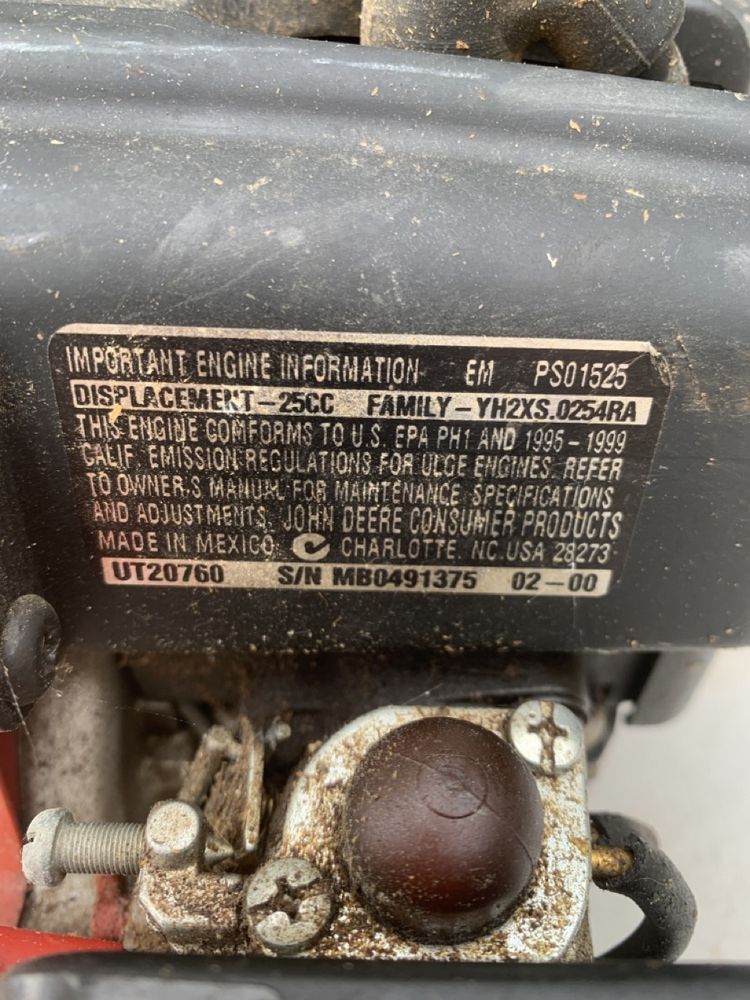 IMPORTANT ENGINE INFORMATION EM PS01525
DISPLACEMENT-25CC FAMILY-YH2XS.0254RA
THIS ENGINE COMFORMS TO U.S. EPA PH1 AND 1995-1999
CALIF. EMISSION REGULATIONS FOR ULGE ENGINES. REFER
TO OWNER,S MANUAL FOR MAINTENANCE SPECIFICATIONS
AND ADJUSTMENTS. JOHN DEERE CONSUMER PRODUCTS
MADE IN MEXICO CHARLOTTE, NC. USA 28273
UT20760 S/N MB0491375 02-00